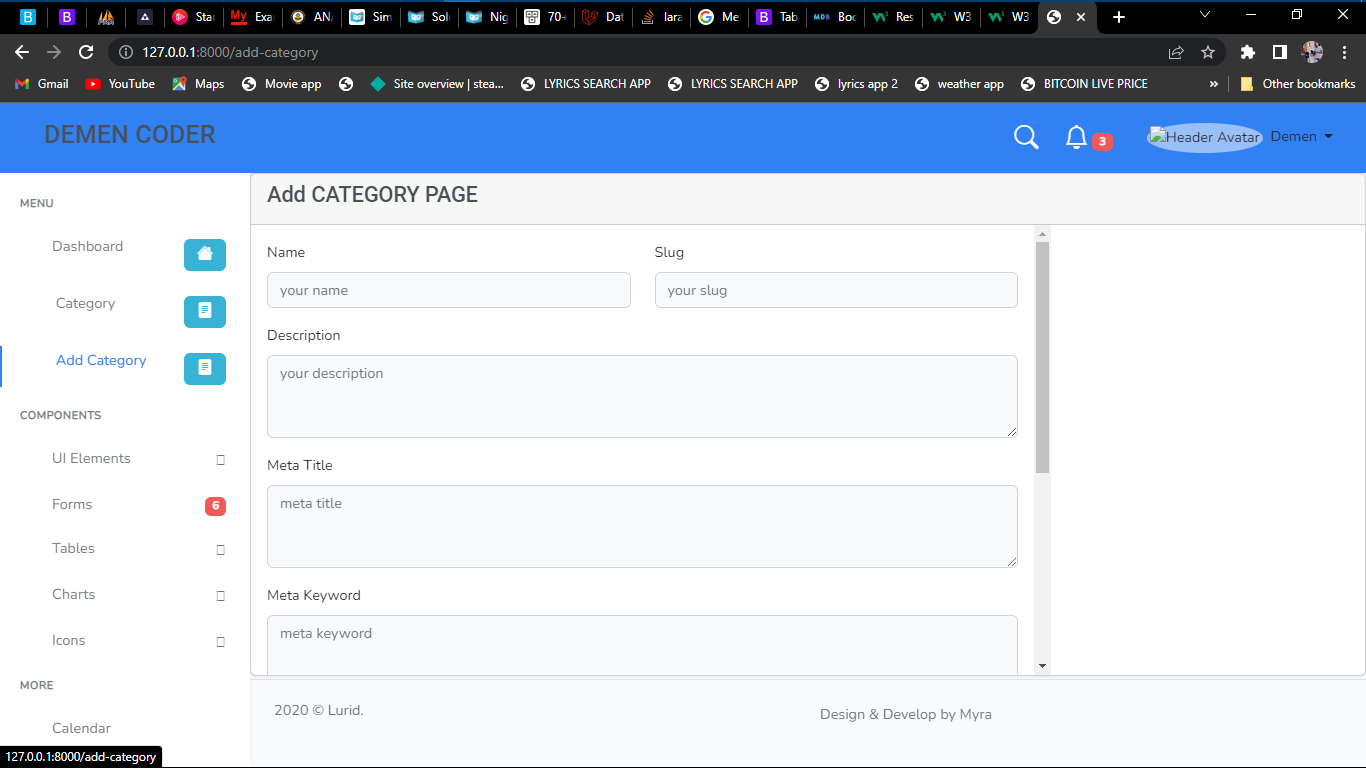 Star
My Exa
ANA
Sim
Solu
Nig
70+
Dat
lara
Me
Tab
MDB Boo
Res
W3
W3
127.0.0.1:8000/add-category
Gmail YouTube Maps Movie app Site overview | stea... LYRICS SEARCH APP LYRICS SEARCH APP lyrics app 2 weather app BITCOIN LIVE PRICE » Other bookmarks
DEMEN CODER
3
Header Avatar Demen
MENU
Dashboard
Category
Add Category
COMPONENTS
UI Elements
Forms 6
Tables
Charts
Icons
MORE
Calendar
Add CATEGORY PAGE
Name Slug
your name your slug
Description
your description
Meta Title
meta title
Meta Keyword
meta keyword
2020 © Lurid.
Design & Develop by Myra
127.0.0.1:8000/add-category